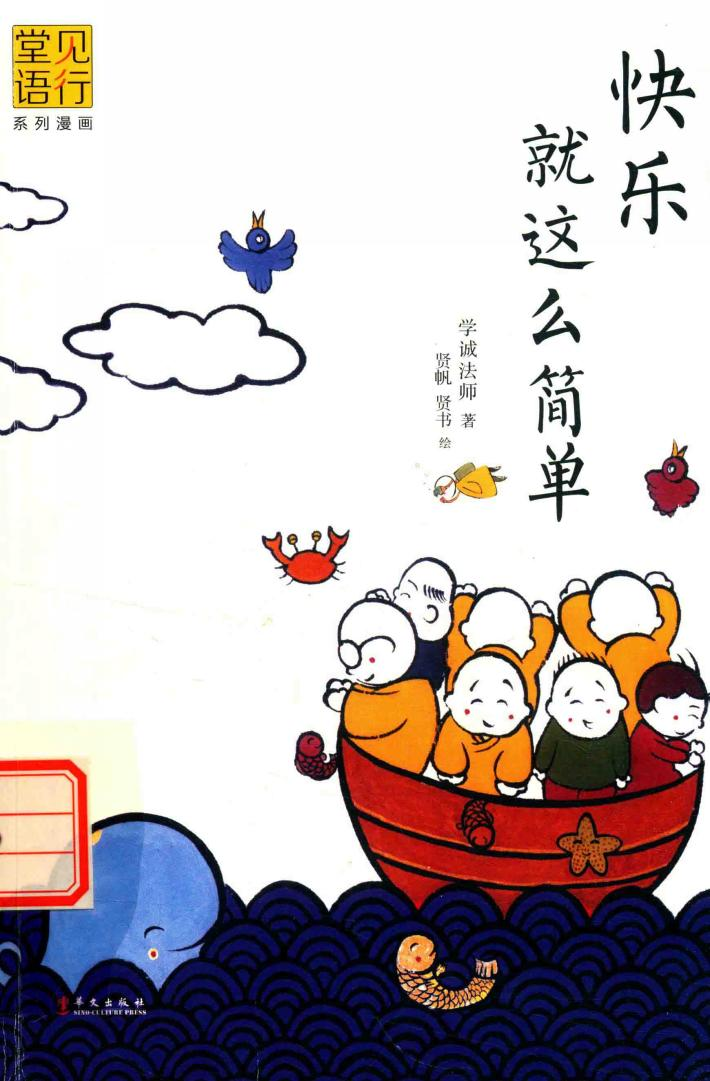 见行
堂语
系列漫画
快乐
就这么简单
学诚法师 著
贤帆 贤书 绘
华文出版社
SINO-CULTURE PRESS